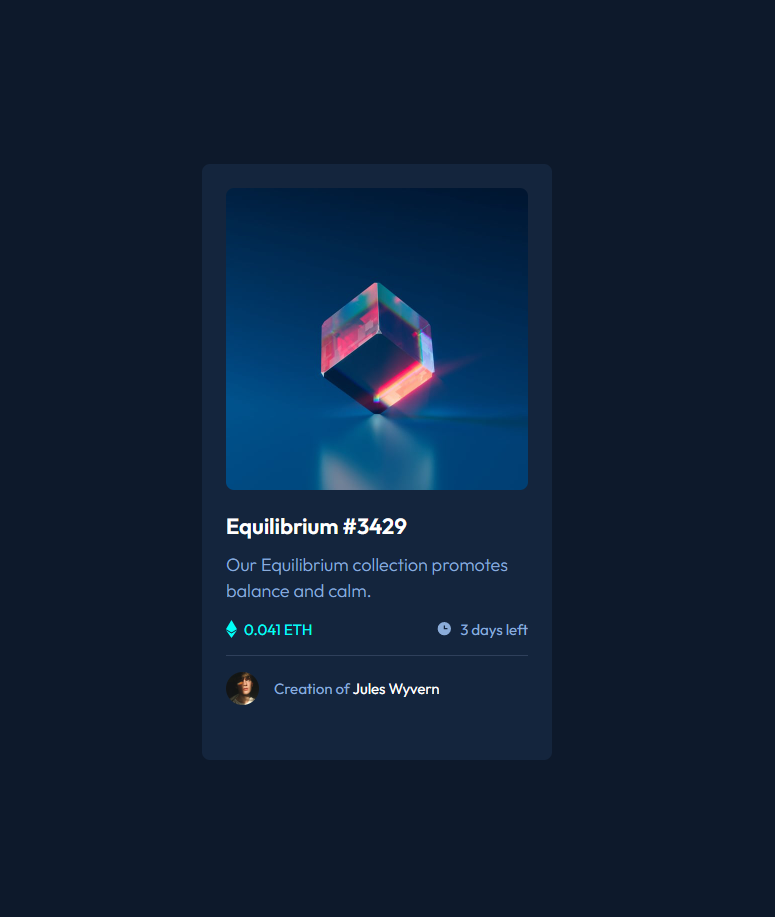 Equilibrium #3429
Our Equilibrium collection promotes
balance and calm.
0.041 ETH
3 days left
Creation of Jules Wyvern